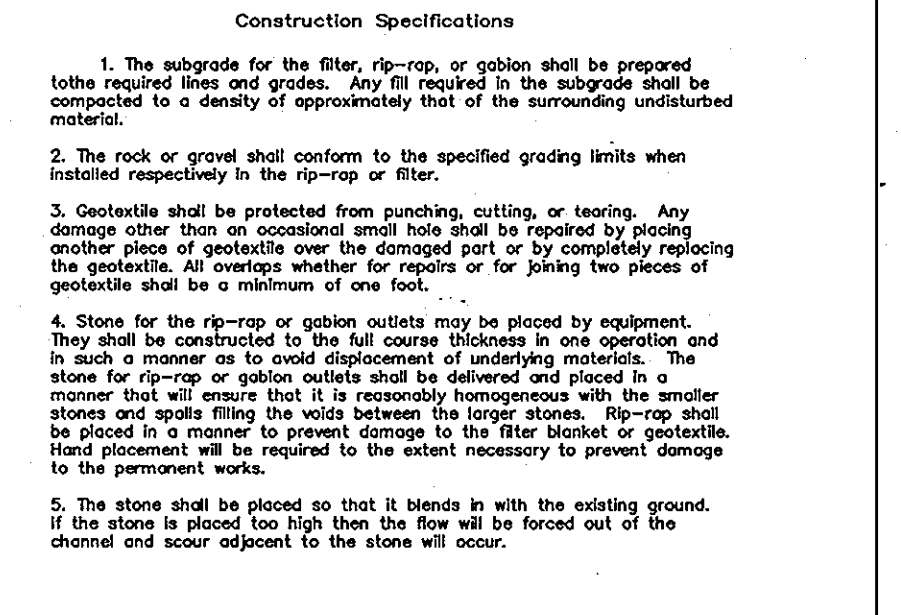 Construction Specifications
1. The subgrade for the filter, rip-rap, or gabion shall be prepared
tothe required lines and grades. Any fill required in the subgrade shall be
compacted to a density of approximately that of the surrounding undisturbed
material.
2. The rock or gravel shall conform to the specified grading limits when
installed respectively in the rip-rap or filter.
3. Geotextile shall be protected from punching, cutting, or tearing. Any
damage other than an occasional small hole shall be repaired by placing
another piece of geotextile over the damaged part or by completely replacing
the geotextile. All overlaps whether for repairs or for joining two pieces of
geotextile shall be a minimum of one foot.
4. Stone for the rip-rap or gabion outlets may be placed by equipment.
They shall be constructed to the full course thickness in one operation and
in such a manner as to avoid displacement of underlying materials. The
stone for rip-rap or gabion outlets shall be delivered and placed in a
manner that will ensure that it is reasonably homogeneous with the smaller
stones and spalls filling the voids between the larger stones. Rip-rap shall
be placed in a manner to prevent damage to the filter blanket or geotextile.
Hand placement will be required to the extent necessary to prevent damage
to the permanent works.
5. The stone shall be placed so that it blends in with the existing ground.
If the stone is placed too high then the flow will be forced out of the
channel and scour adjacent to the stone will occur.